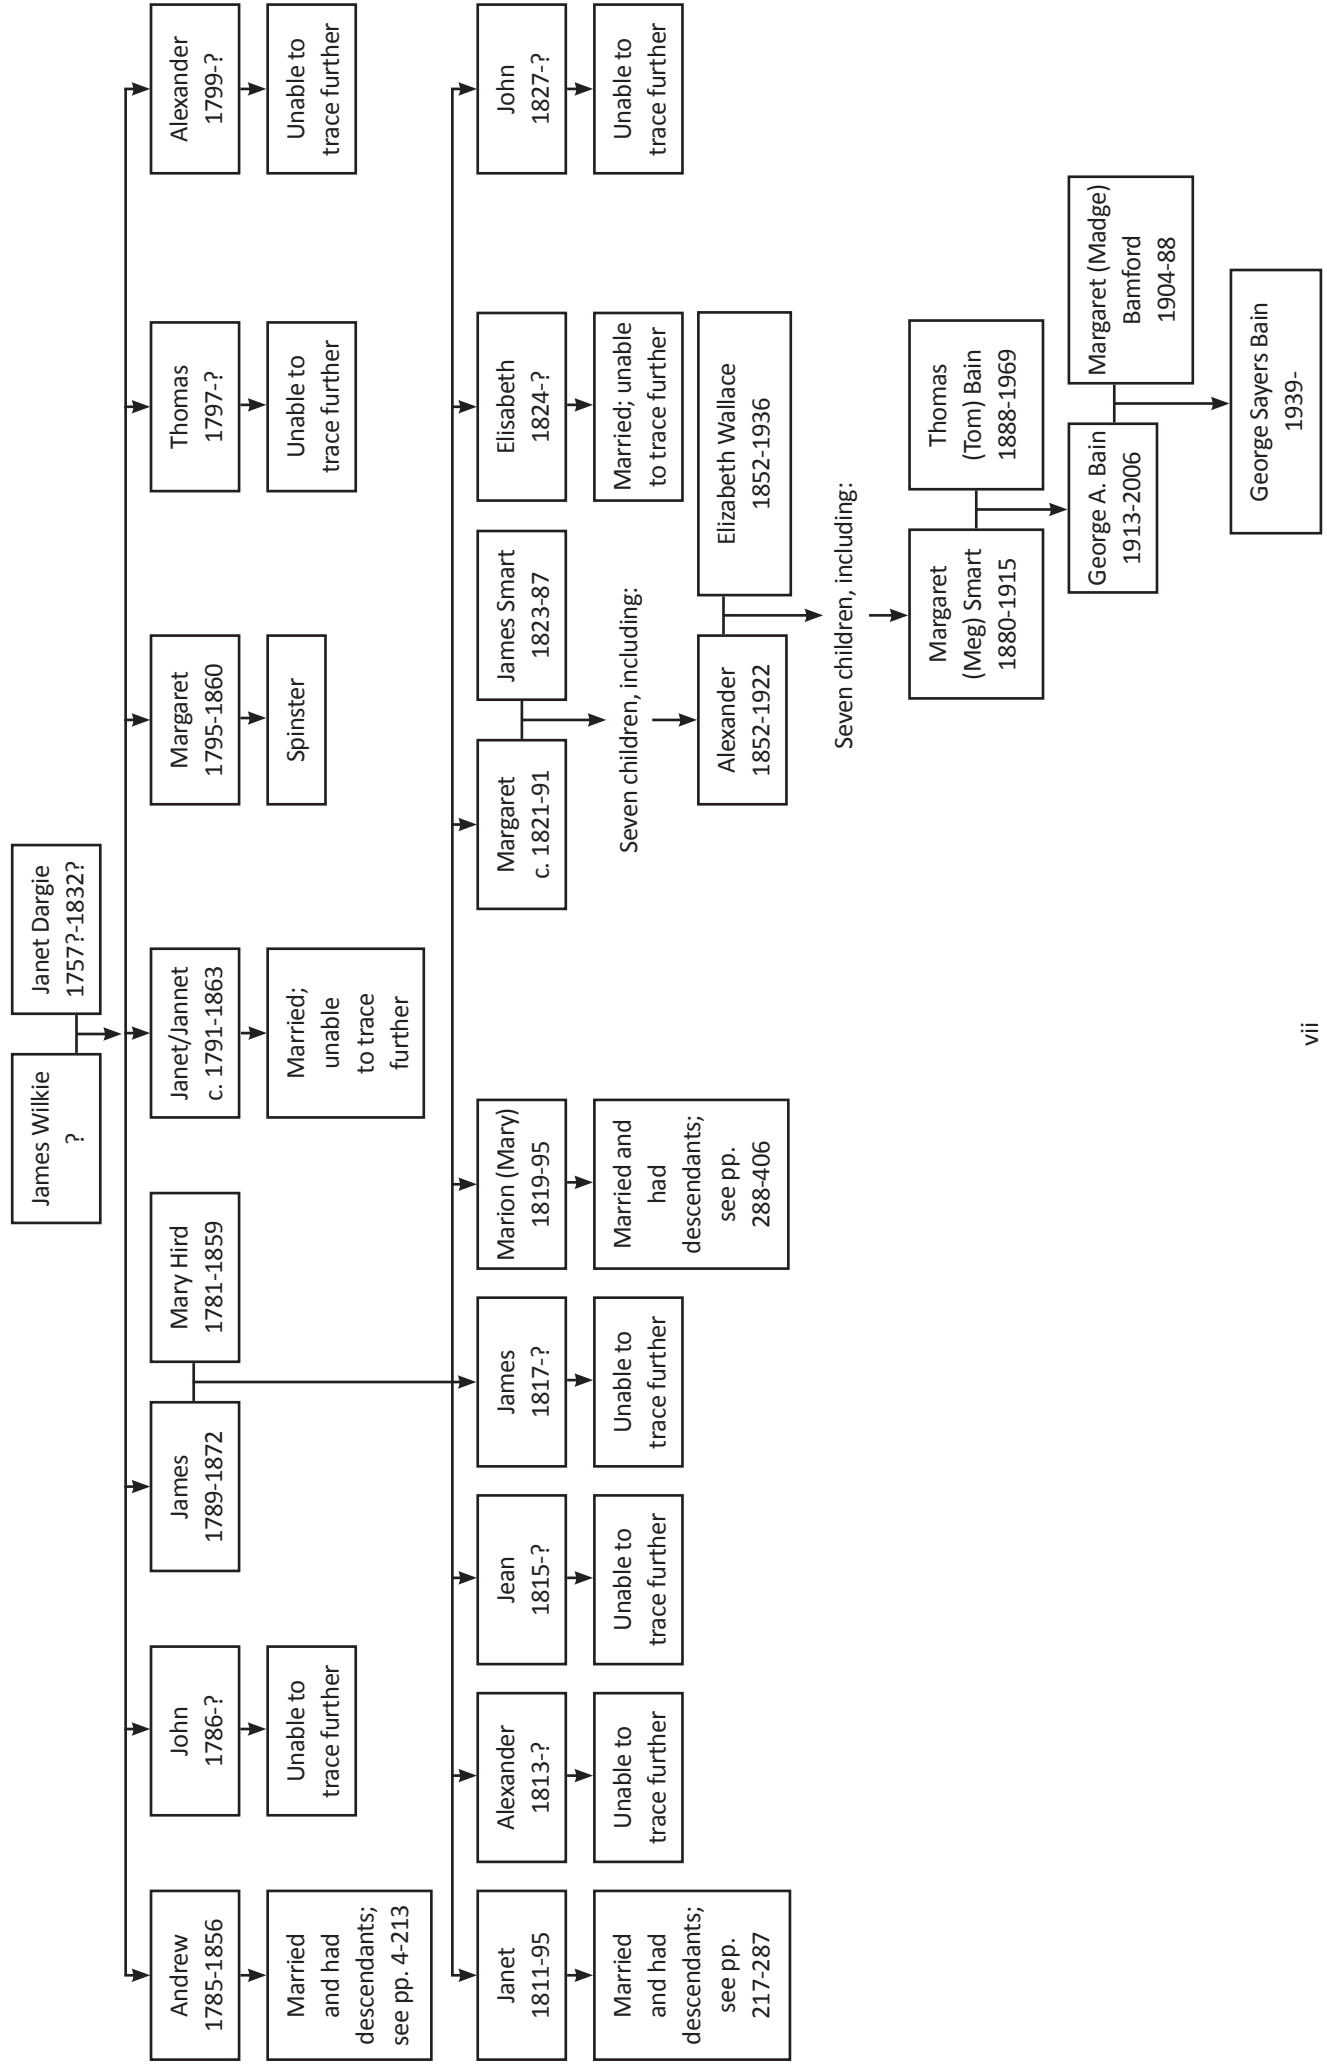 James Wilkie
?
Janet Dargie
1757?-1832?
Andrew
1785-1856
John
1786-?
James
1789-1872
Mary Hird
1781-1859
Janet/Jannet
c. 1791-1863
Margaret
1795-1860
Thomas
1797-?
Alexander
1799-?
Married
and had
descendants;
see pp. 4-213
Unable to
trace further
Married;
unable
to trace
further
Spinster
Unable to
trace further
Unable to
trace further
Janet
1811-95
Alexander
1813-?
Jean
1815-?
James
1817-?
Marion (Mary)
1819-95
Margaret
c. 1821-91
James Smart
1823-87
Elisabeth
1824-?
John
1827-?
Married
and had
descendants;
see pp.
217-287
Unable to
trace further
Unable to
trace further
Unable to
trace further
Married and
had
descendants;
see pp.
288-406
Seven children, including:
Married; unable
to trace further
Unable to
trace further
Alexander
1852-1922
Elizabeth Wallace
1852-1936
Seven children, including:
Margaret
(Meg) Smart
1880-1915
Thomas
(Tom) Bain
1888-1969
George A. Bain
1913-2006
Margaret (Madge)
Bamford
1904-88
George Sayers Bain
1939-
vii